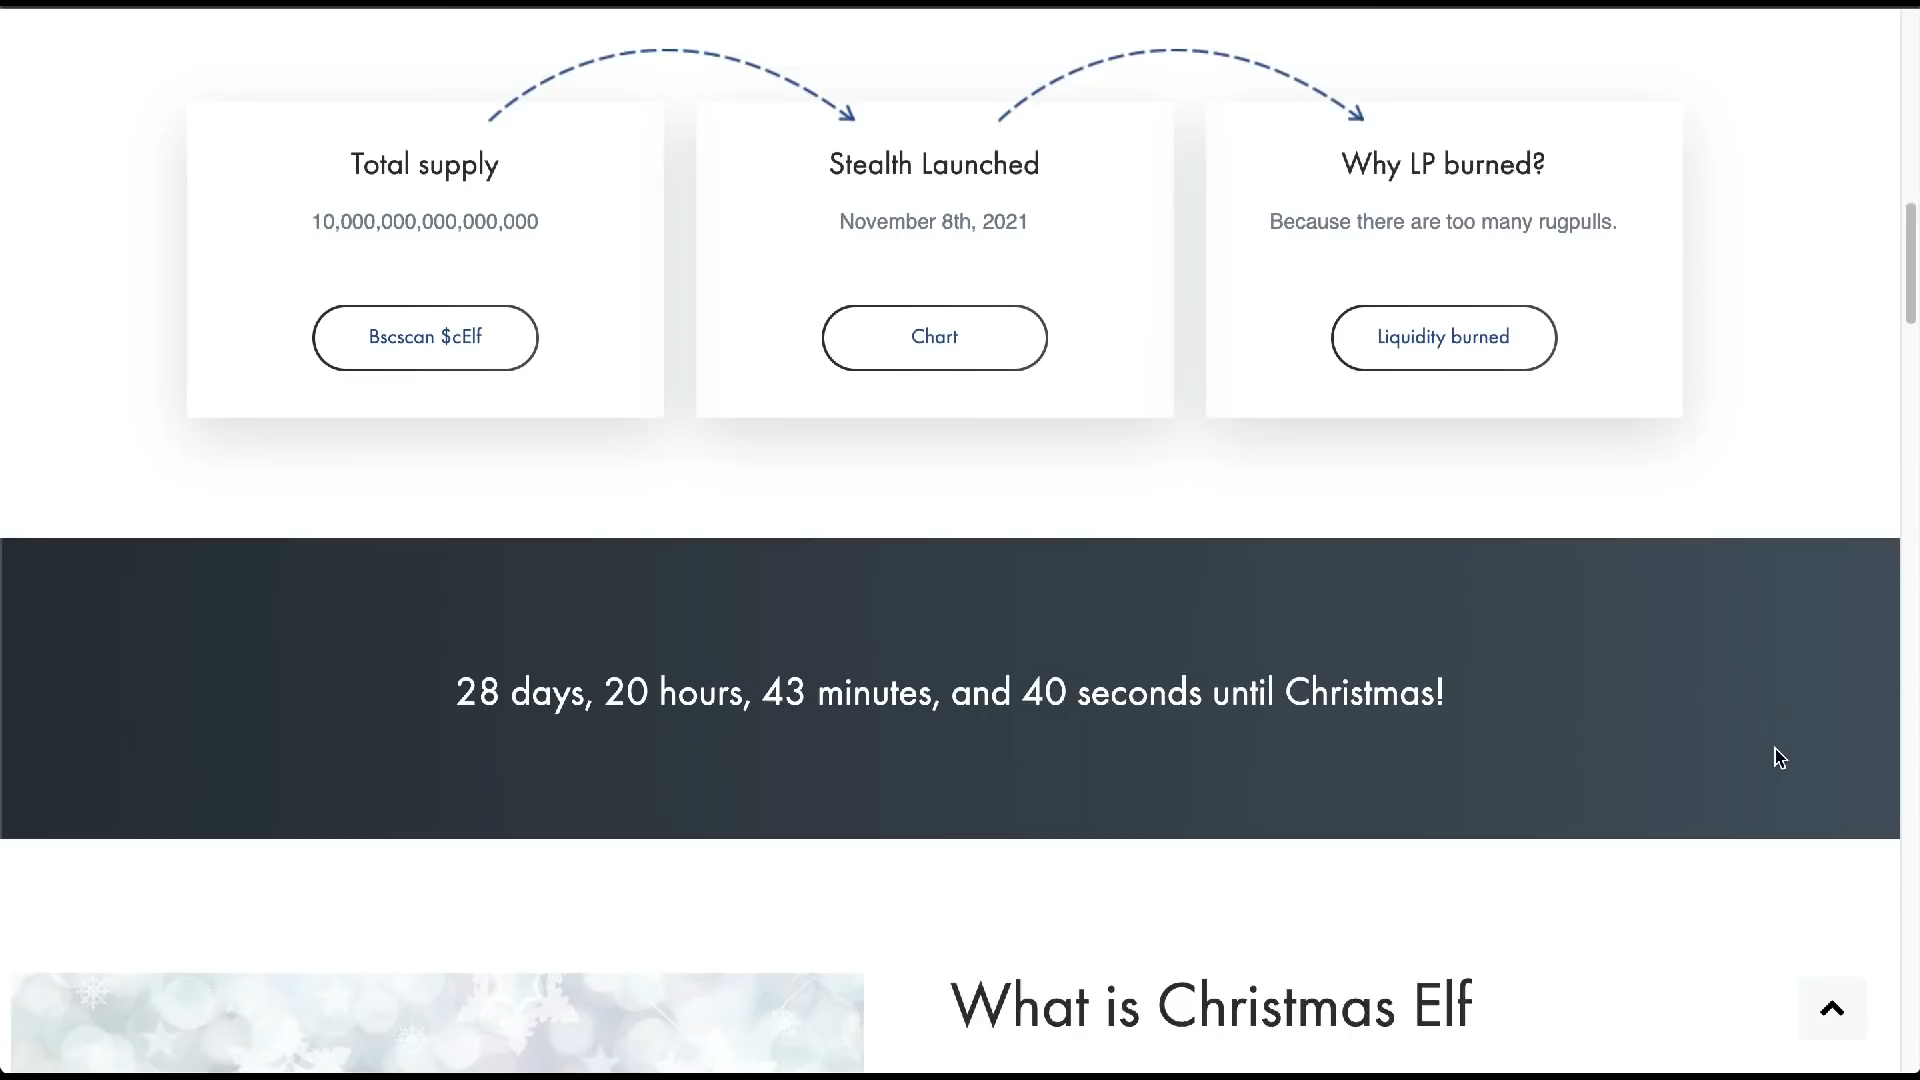 Total supply
10,000,000,000,000,000
Bscscan $cElf
Stealth Launched
November 8th, 2021
Chart
Why LP burned?
Because there are too many rugpulls.
Liquidity burned
28 days, 20 hours, 43 minutes, and 40 seconds until Christmas!
What is Christmas Elf